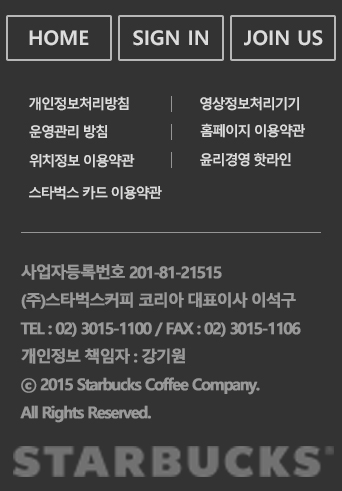 HOME SIGN IN JOIN US
개인정보처리방침 영상정보처리기기
운영관리 방침 홈페이지 이용약관
위치정보 이용약관 윤리경영 핫라인
스타벅스 카드 이용약관
사업자등록번호 201-81-21515
(주)스타벅스커피 코리아 대표이사 이석구
TEL : 02) 3015-1100 / FAX : 02) 3015-1106
개인정보 책임자 : 강기원
ⓒ 2015 Starbucks Coffee Company.
All Rights Reserved.
STARBUCKS®